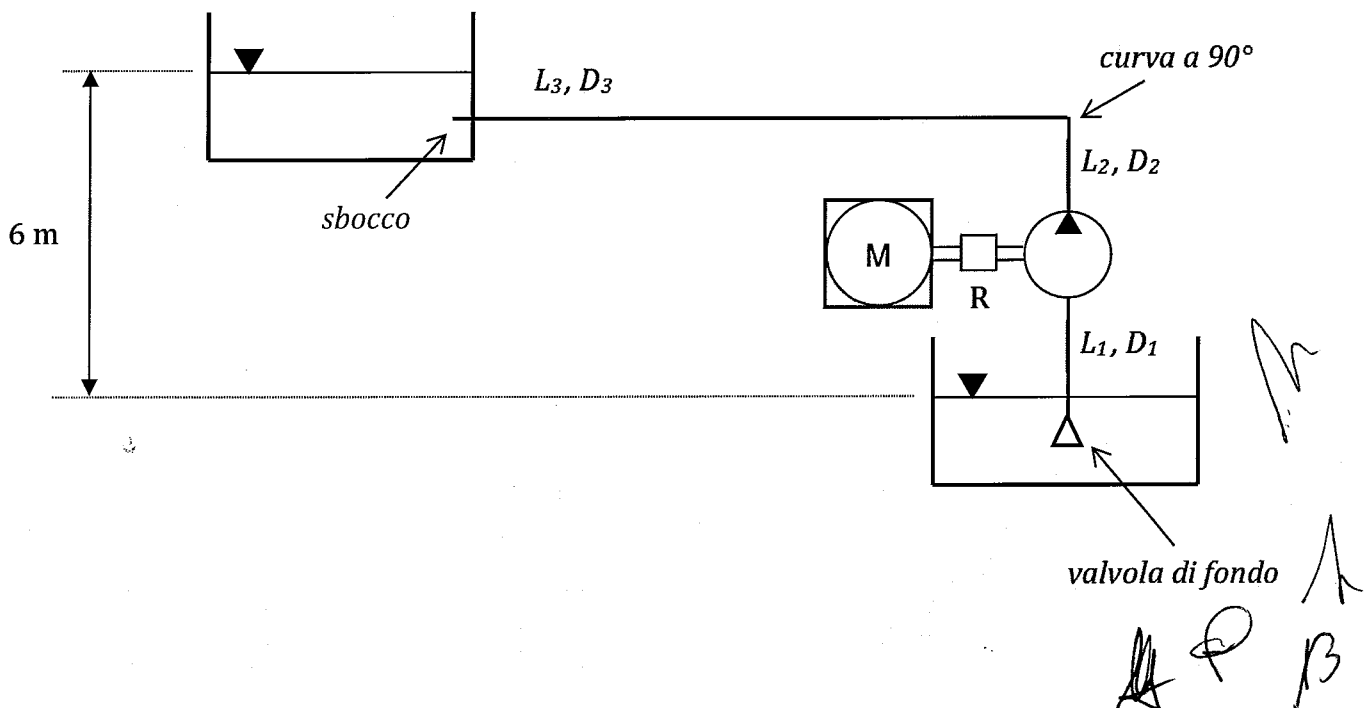 curva a 90°
L₃, D₃
L₂, D₂
sbocco
6 m
M
R
L₁, D₁
valvola di fondo